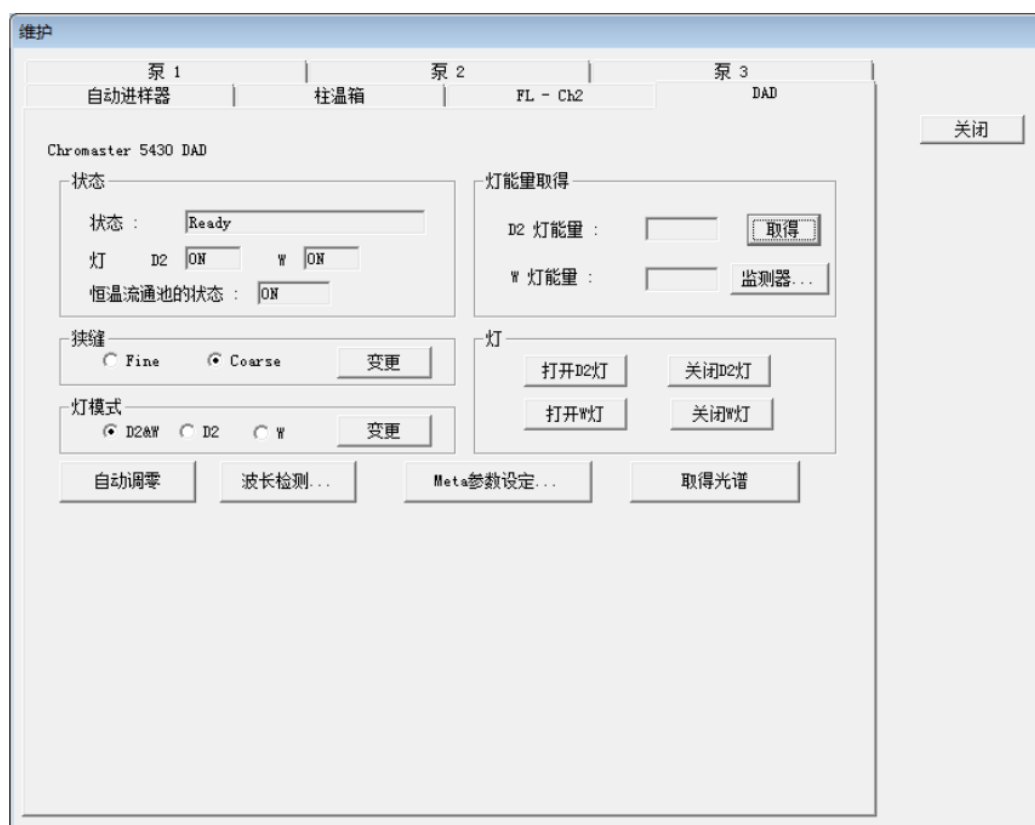 维护
泵 1 泵 2 泵 3
自动进样器 柱温箱 FL - Ch2 DAD
关闭
Chromaster 5430 DAD
状态
状态 : Ready
灯 D2 ON W ON
恒温流通池的状态 : ON
灯能量取得
D2 灯能量 : 取得
W 灯能量 : 监测器...
狭缝
Fine Coarse 变更
灯
打开D2灯 关闭D2灯
打开W灯 关闭W灯
灯模式
D2&W D2 W 变更
自动调零 波长检测... Meta参数设定... 取得光谱